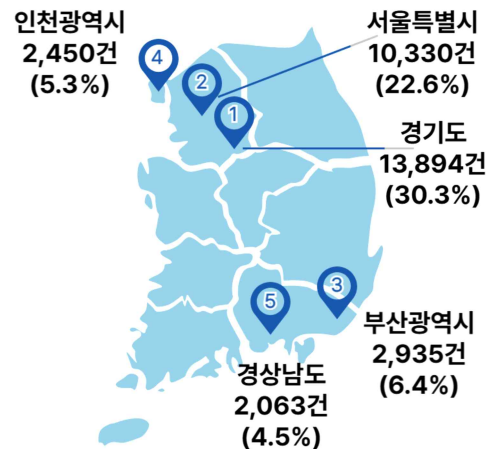 인천광역시
2,450건
(5.3%)
서울특별시
10,330건
(22.6%)
4
2
1
경기도
13,894건
(30.3%)
5
3
부산광역시
2,935건
(6.4%)
경상남도
2,063건
(4.5%)